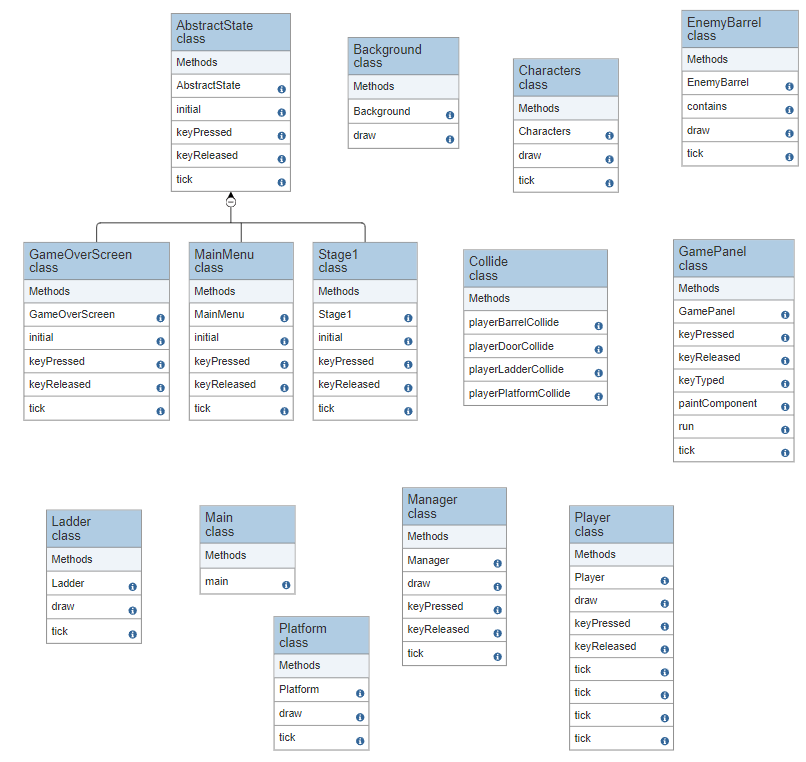 AbstractState
class
Methods
AbstractState
initial
keyPressed
keyReleased
tick
Background
class
Methods
Background
draw
Characters
class
Methods
Characters
draw
tick
EnemyBarrel
class
Methods
EnemyBarrel
contains
draw
tick
GameOverScreen
class
Methods
GameOverScreen
initial
keyPressed
keyReleased
tick
MainMenu
class
Methods
MainMenu
initial
keyPressed
keyReleased
tick
Stage1
class
Methods
Stage1
initial
keyPressed
keyReleased
tick
Collide
class
Methods
playerBarrelCollide
playerDoorCollide
playerLadderCollide
playerPlatformCollide
GamePanel
class
Methods
GamePanel
keyPressed
keyReleased
keyTyped
paintComponent
run
tick
Ladder
class
Methods
Ladder
draw
tick
Main
class
Methods
main
Platform
class
Methods
Platform
draw
tick
Manager
class
Methods
Manager
draw
keyPressed
keyReleased
tick
Player
class
Methods
Player
draw
keyPressed
keyReleased
tick
tick
tick
tick